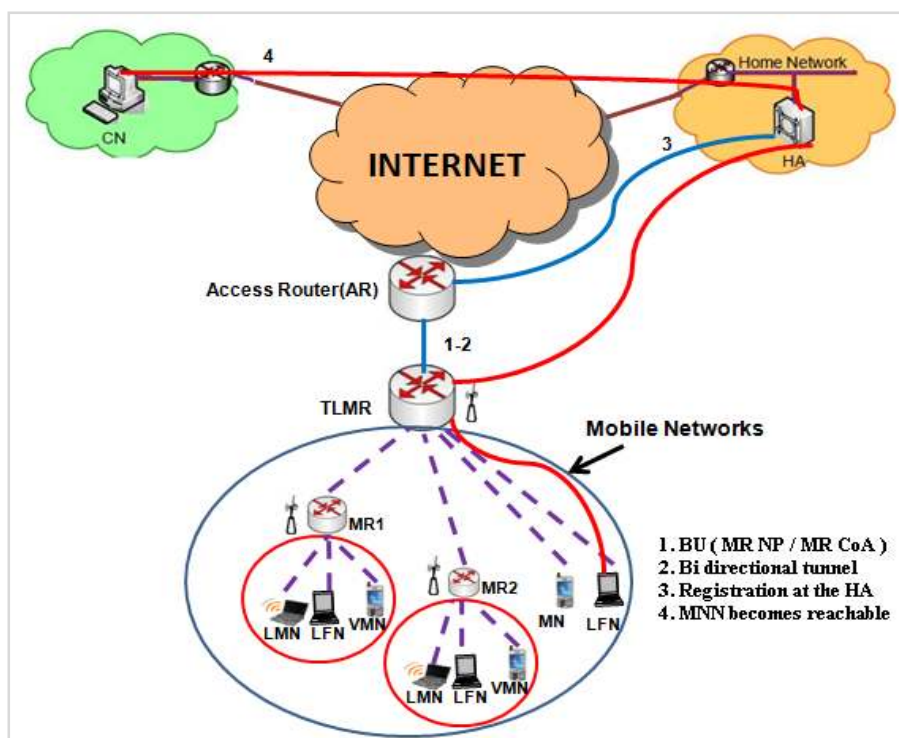 4
Home Network
CN
HA
INTERNET
3
Access Router(AR)
1-2
TLMR
Mobile Networks
MR1
MR2
LMN
LFN
VMN
MN
LFN
LMN
LFN
VMN
1. BU ( MR NP / MR CoA )
2. Bi directional tunnel
3. Registration at the HA
4. MNN becomes reachable